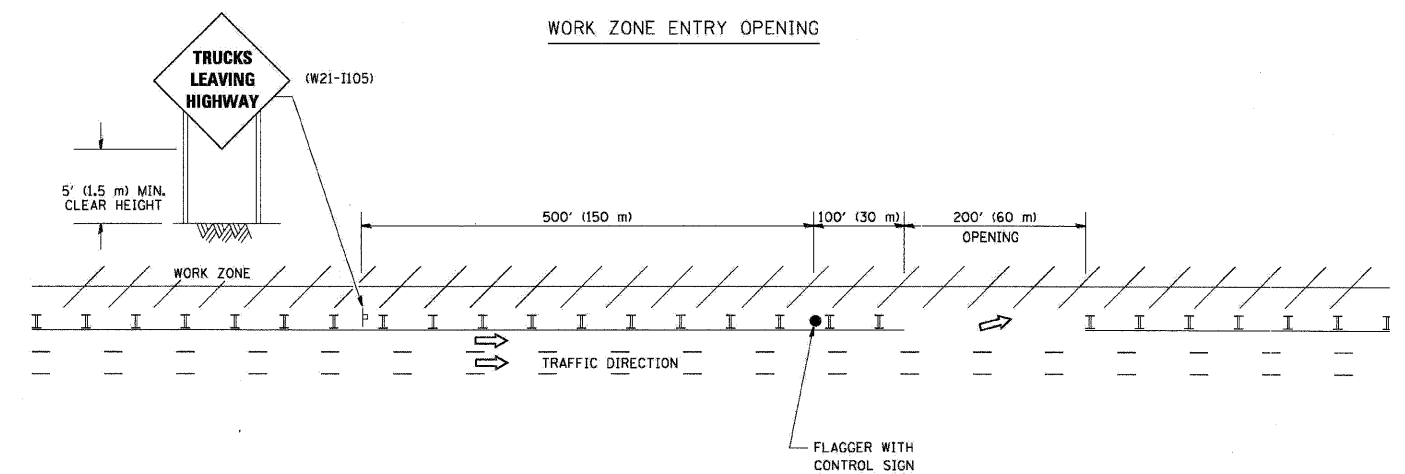 WORK ZONE ENTRY OPENING
TRUCKS
LEAVING
HIGHWAY
(W21-I105)
5' (1.5 m) MIN.
CLEAR HEIGHT
500' (150 m)
100' (30 m)
200' (60 m)
OPENING
WORK ZONE
TRAFFIC DIRECTION
FLAGGER WITH
CONTROL SIGN